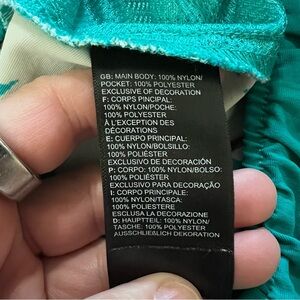 GB: MAIN BODY: 100% NYLON/
POCKET: 100% POLYESTER
EXCLUSIVE OF DECORATION
F: CORPS PINCIPAL:
100% NYLON/POCHE:
100% POLYESTER
À L'EXCEPTION DES
DÉCORATIONS
E: CUERPO PRINCIPAL:
100% NYLON/BOLSILLO:
100% POLIÉSTER
EXCLUSIVO DE DECORACIÓN
P: CORPO: 100% NYLON/BOLSO:
100% POLIÉSTER
EXCLUSIVO PARA DECORAÇÃO
I: CORPO PRINCIPALE:
100% NYLON/TASCA:
100% POLIESTERE
ESCLUSA LA DECORAZIONE
D: HAUPTTEIL: 100% NYLON/
TASCHE: 100% POLYESTER
AUSSCHLIEßLICH DEKORATION